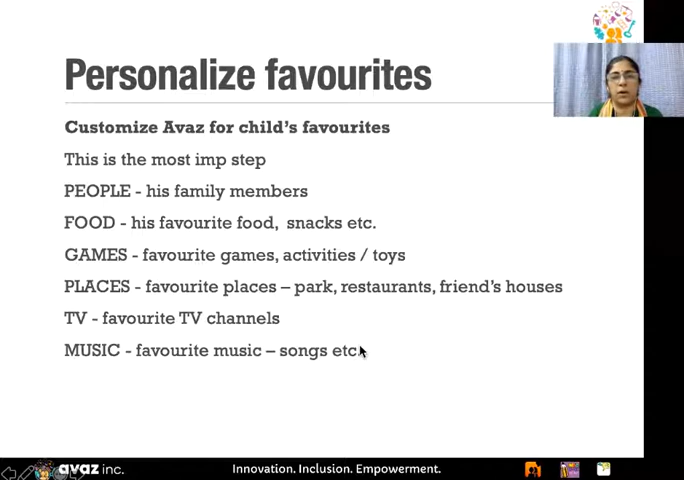 Personalize favourites
Customize Avaz for child's favourites
This is the most imp step
PEOPLE - his family members
FOOD - his favourite food, snacks etc.
GAMES - favourite games, activities / toys
PLACES - favourite places – park, restaurants, friend's houses
TV - favourite TV channels
MUSIC - favourite music – songs etc
avaz inc.
Innovation. Inclusion. Empowerment.